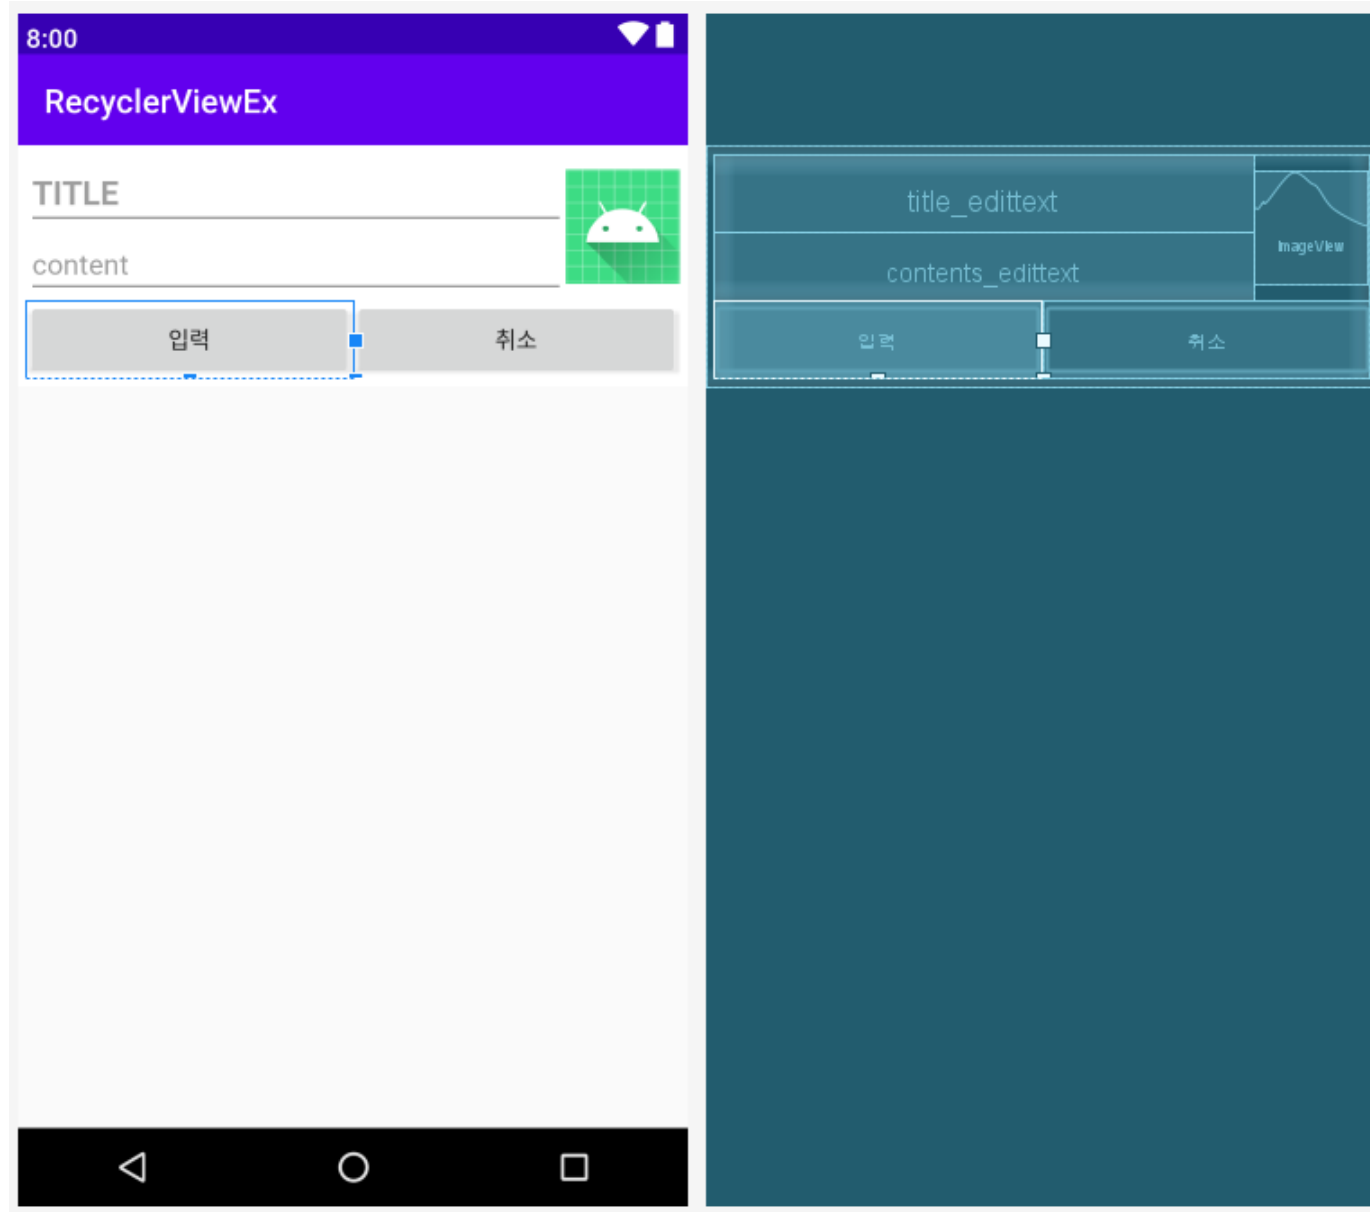 8:00
RecyclerViewEx
TITLE
content
입력 취소
title_edittext
contents_edittext
ImageView
입력 취소